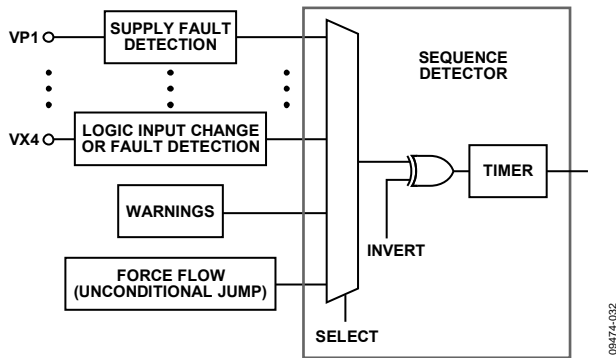 VP1
SUPPLY FAULT
DETECTION
SEQUENCE
DETECTOR
VX4
LOGIC INPUT CHANGE
OR FAULT DETECTION
TIMER
WARNINGS
INVERT
FORCE FLOW
(UNCONDITIONAL JUMP)
SELECT
09474-032